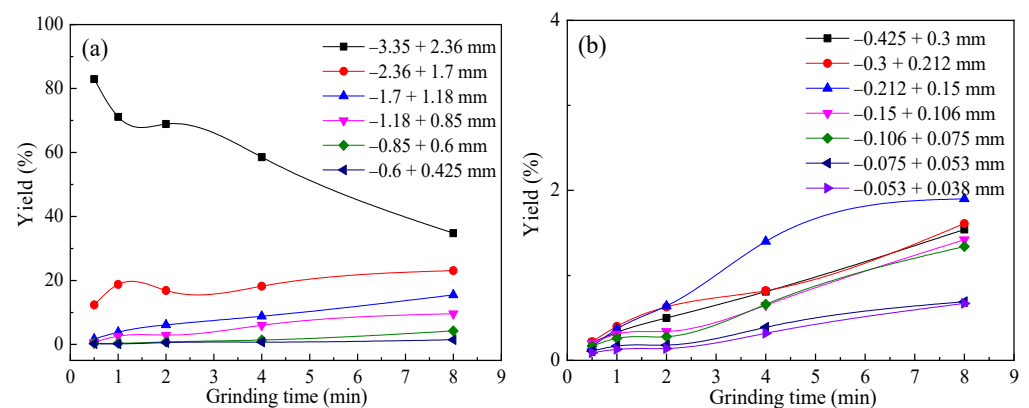 (a)
–3.35 + 2.36 mm
–2.36 + 1.7 mm
–1.7 + 1.18 mm
–1.18 + 0.85 mm
–0.85 + 0.6 mm
–0.6 + 0.425 mm
Yield (%)
100
80
60
40
20
0
0 1 2 3 4 5 6 7 8 9
Grinding time (min)
(b)
–0.425 + 0.3 mm
–0.3 + 0.212 mm
–0.212 + 0.15 mm
–0.15 + 0.106 mm
–0.106 + 0.075 mm
–0.075 + 0.053 mm
–0.053 + 0.038 mm
Yield (%)
4
2
0
0 1 2 3 4 5 6 7 8 9
Grinding time (min)